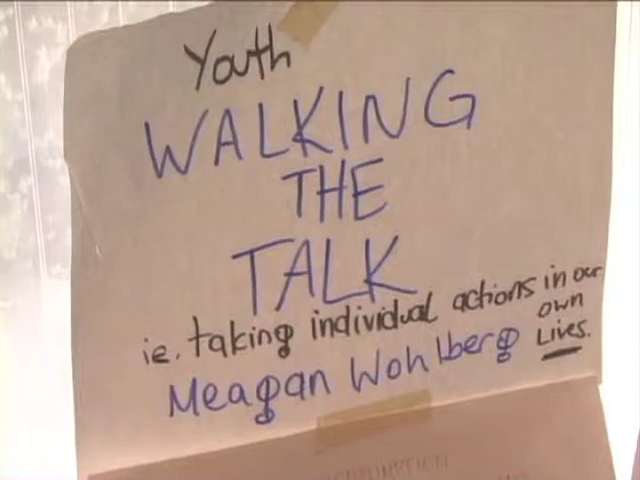 Youth
WALKING
THE
TALK
ie. taking individual actions in our
own
Lives.
Meagan Wohlberg